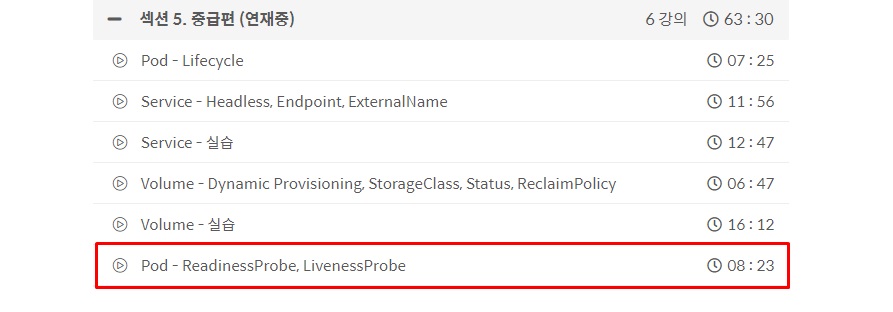 섹션 5. 중급편 (연재중) 6 강의 63 : 30
Pod - Lifecycle 07 : 25
Service - Headless, Endpoint, ExternalName 11 : 56
Service - 실습 12 : 47
Volume - Dynamic Provisioning, StorageClass, Status, ReclaimPolicy 06 : 47
Volume - 실습 16 : 12
Pod - ReadinessProbe, LivenessProbe 08 : 23